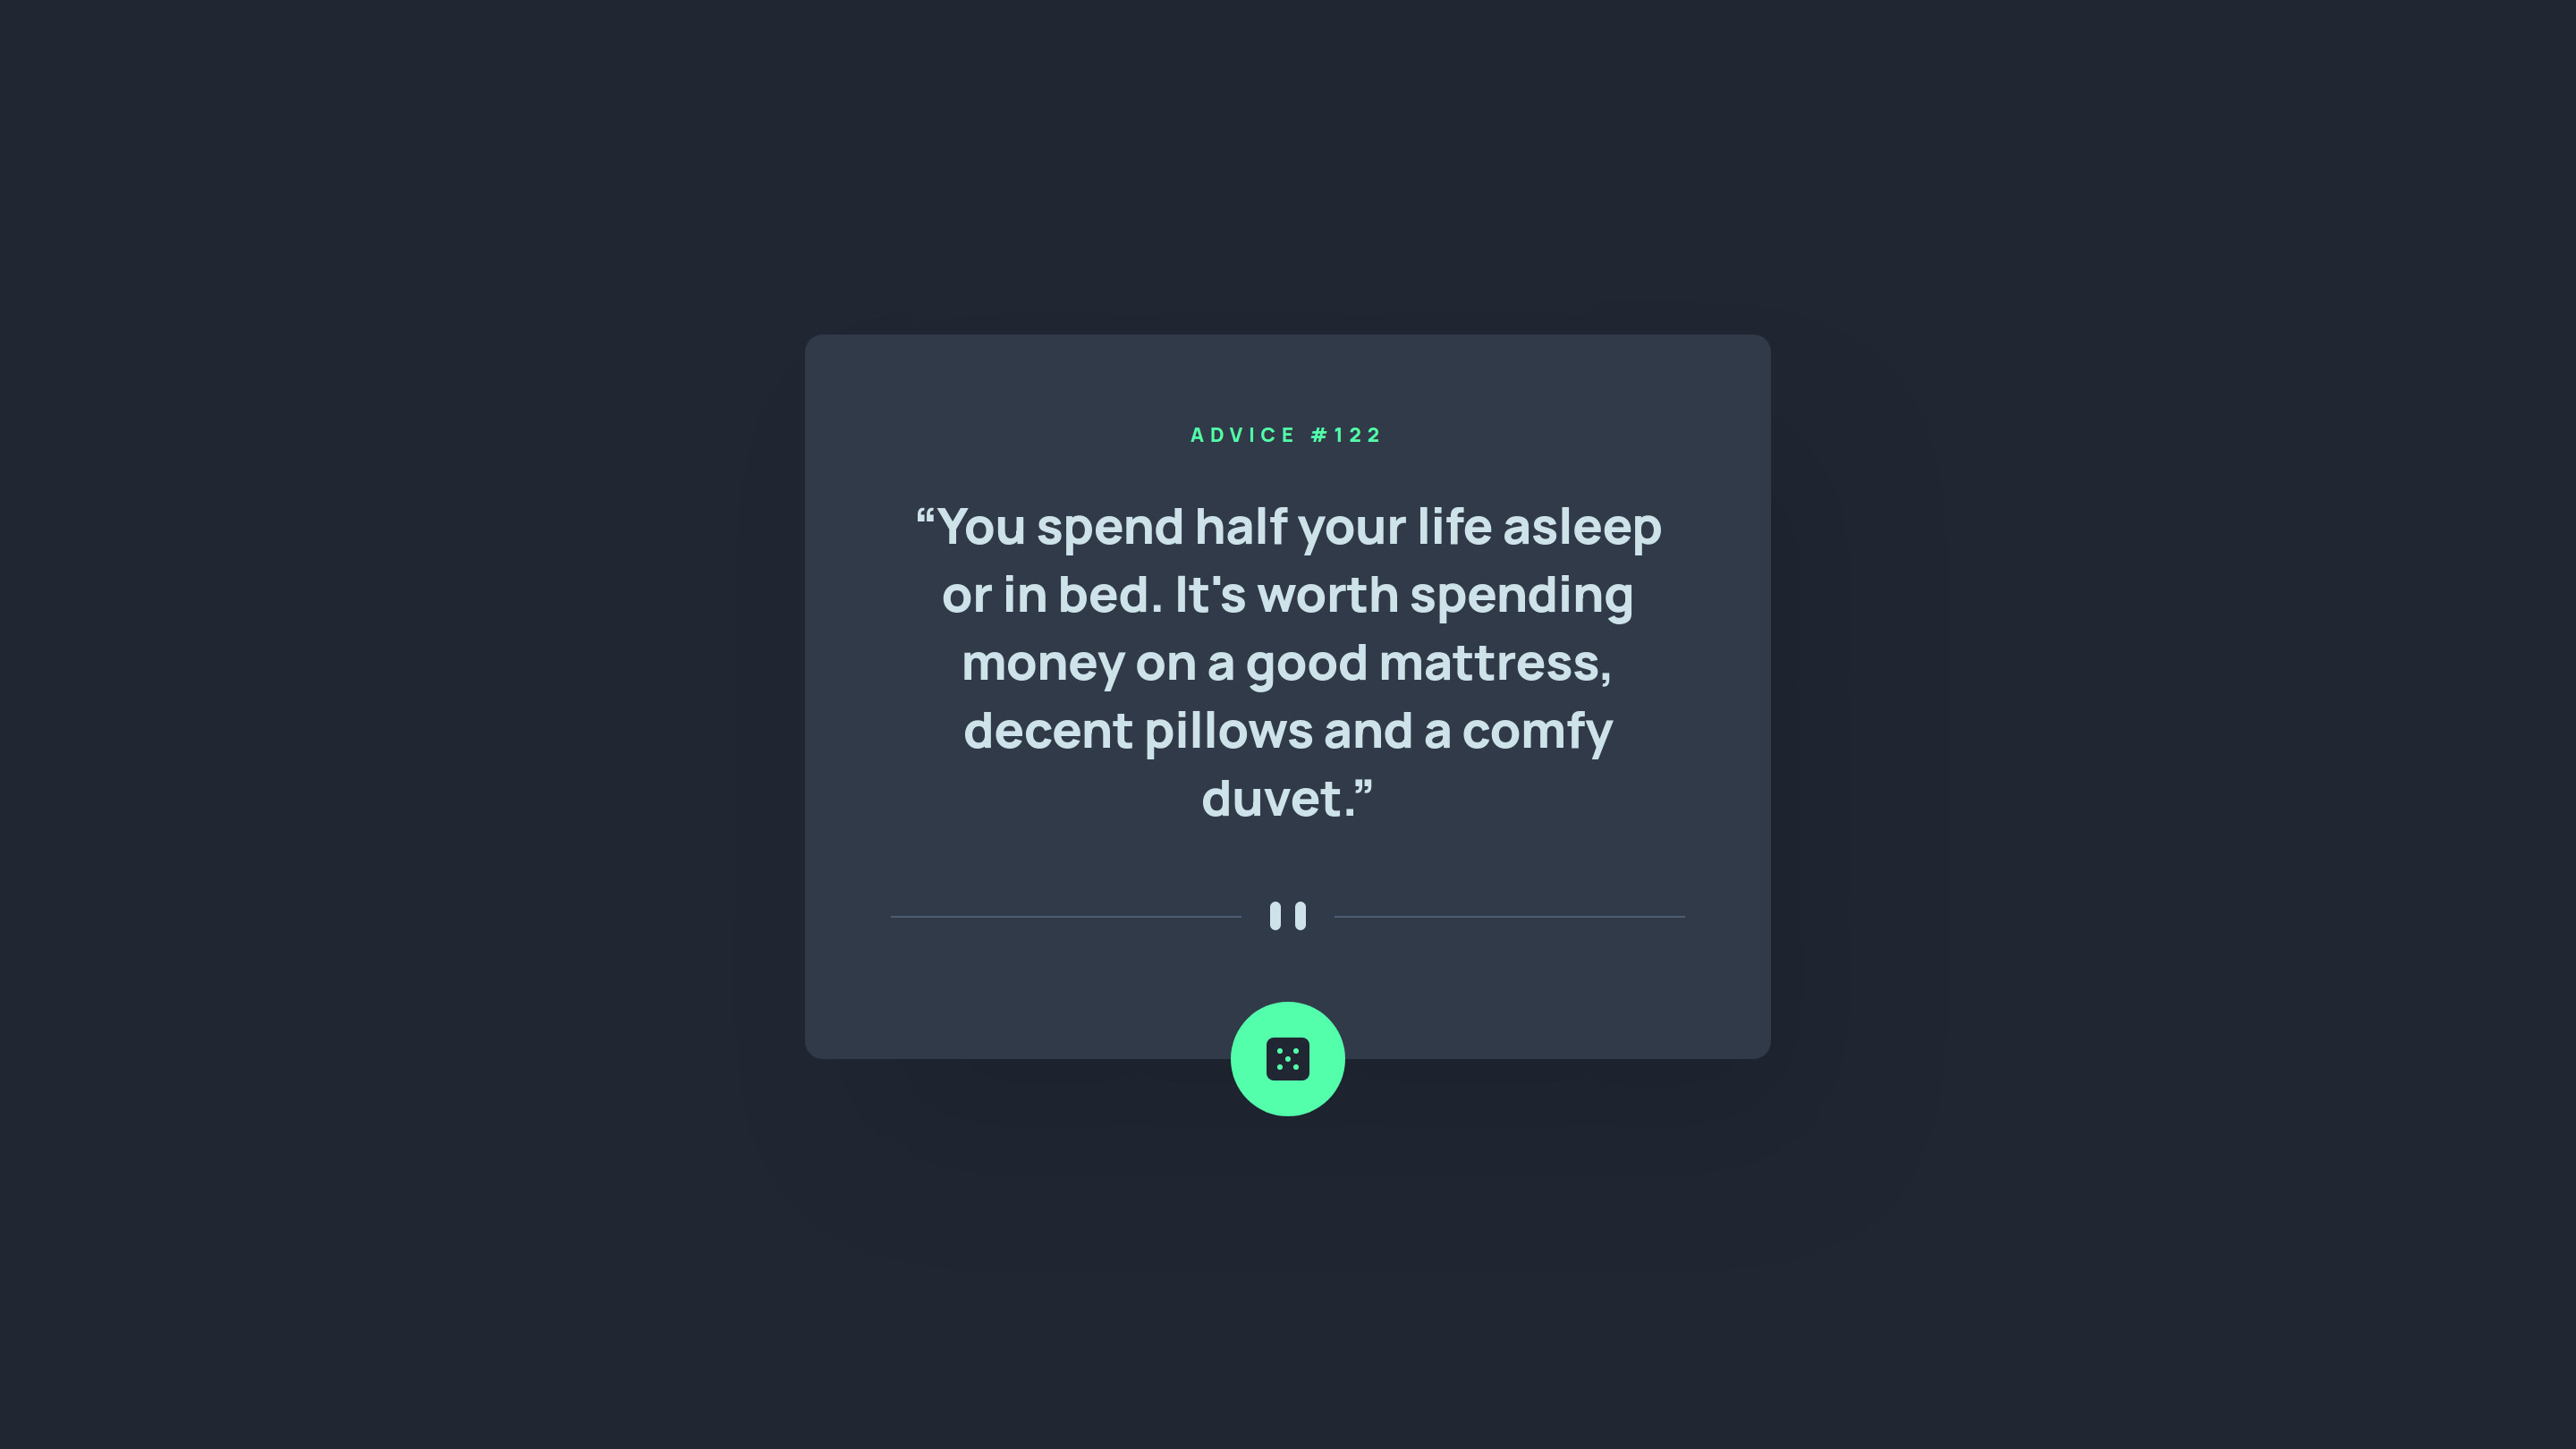 ADVICE #122
“You spend half your life asleep
or in bed. It's worth spending
money on a good mattress,
decent pillows and a comfy
duvet.”